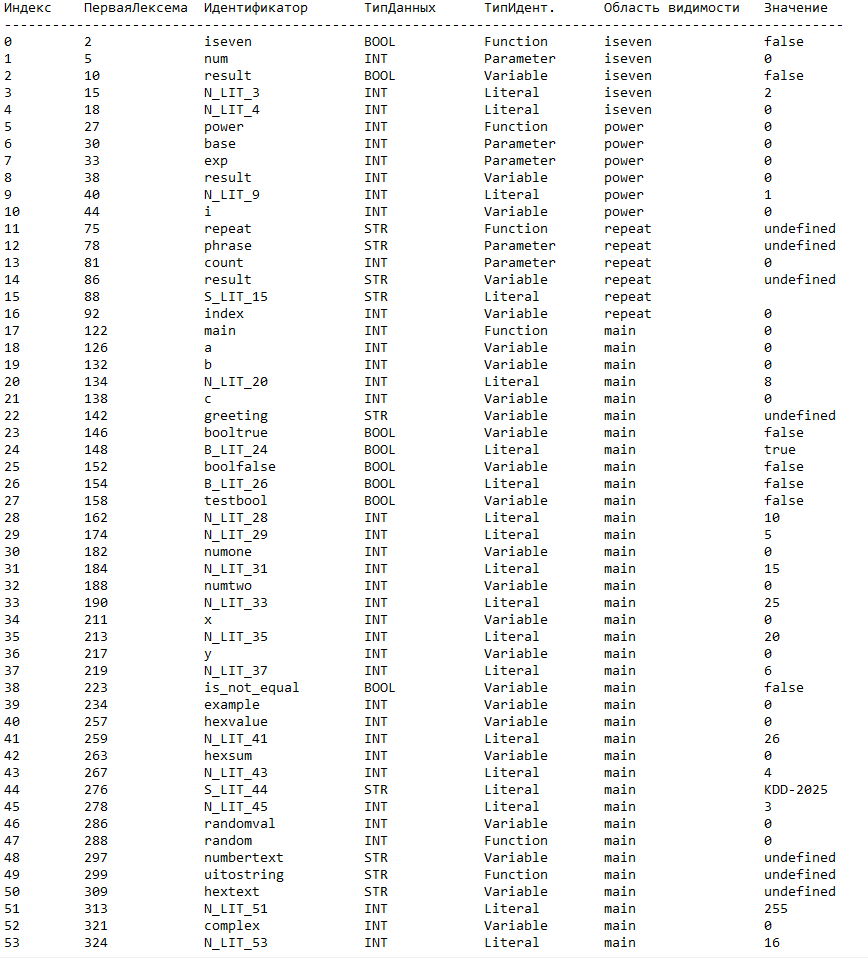 Индекс ПерваяЛексема Идентификатор ТипДанных ТипИдент. Область видимости Значение
---------------------------------------------------------------------------------------------------------
0 2 iseven BOOL Function iseven false
1 5 num INT Parameter iseven 0
2 10 result BOOL Variable iseven false
3 15 N_LIT_3 INT Literal iseven 2
4 18 N_LIT_4 INT Literal iseven 0
5 27 power INT Function power 0
6 30 base INT Parameter power 0
7 33 exp INT Parameter power 0
8 38 result INT Variable power 0
9 40 N_LIT_9 INT Literal power 1
10 44 i INT Variable power 0
11 75 repeat STR Function repeat undefined
12 78 phrase STR Parameter repeat undefined
13 81 count INT Parameter repeat 0
14 86 result STR Variable repeat undefined
15 88 S_LIT_15 STR Literal repeat
16 92 index INT Variable repeat 0
17 122 main INT Function main 0
18 126 a INT Variable main 0
19 132 b INT Variable main 0
20 134 N_LIT_20 INT Literal main 8
21 138 c INT Variable main 0
22 142 greeting STR Variable main undefined
23 146 booltrue BOOL Variable main false
24 148 B_LIT_24 BOOL Literal main true
25 152 boolfalse BOOL Variable main false
26 154 B_LIT_26 BOOL Literal main false
27 158 testbool BOOL Variable main false
28 162 N_LIT_28 INT Literal main 10
29 174 N_LIT_29 INT Literal main 5
30 182 numone INT Variable main 0
31 184 N_LIT_31 INT Literal main 15
32 188 numtwo INT Variable main 0
33 190 N_LIT_33 INT Literal main 25
34 211 x INT Variable main 0
35 213 N_LIT_35 INT Literal main 20
36 217 y INT Variable main 0
37 219 N_LIT_37 INT Literal main 6
38 223 is_not_equal BOOL Variable main false
39 234 example INT Variable main 0
40 257 hexvalue INT Variable main 0
41 259 N_LIT_41 INT Literal main 26
42 263 hexsum INT Variable main 0
43 267 N_LIT_43 INT Literal main 4
44 276 S_LIT_44 STR Literal main KDD-2025
45 278 N_LIT_45 INT Literal main 3
46 286 randomval INT Variable main 0
47 288 random INT Function main 0
48 297 numbertext STR Variable main undefined
49 299 uitostring STR Function main undefined
50 309 hextext STR Variable main undefined
51 313 N_LIT_51 INT Literal main 255
52 321 complex INT Variable main 0
53 324 N_LIT_53 INT Literal main 16